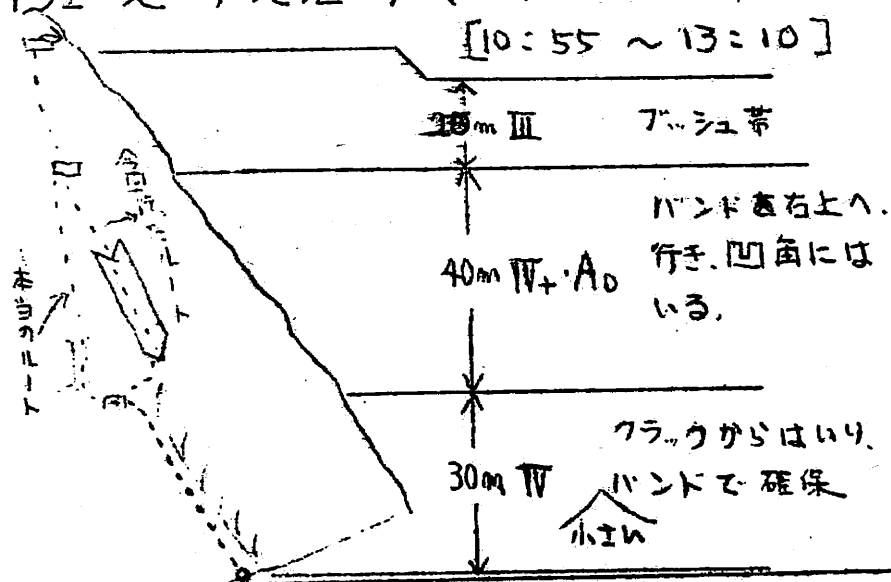 [10:55 ~ 13:10]
m III ブッシュ帯
バンドを右上へ.
40m IV+・A0 行き、凹角には
いる.
今回行ったルート
本当のルート
クラックからはいり、
30m IV バンドで確保
小さい